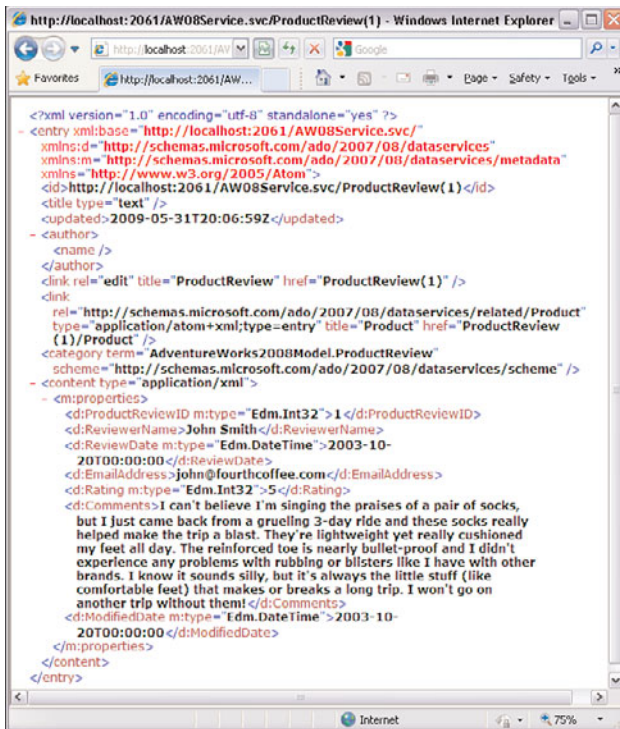 http://localhost:2061/AW08Service.svc/ProductReview(1) - Windows Internet Explorer
http://localhost:2061/AW
Google
Favorites
http://localhost:2061/AW...
Page
Safety
Tools
<?xml version="1.0" encoding="utf-8" standalone="yes" ?>
- <entry xml:base="http://localhost:2061/AW08Service.svc/"
xmlns:d="http://schemas.microsoft.com/ado/2007/08/dataservices"
xmlns:m="http://schemas.microsoft.com/ado/2007/08/dataservices/metadata"
xmlns="http://www.w3.org/2005/Atom">
<id>http://localhost:2061/AW08Service.svc/ProductReview(1)</id>
<title type="text" />
<updated>2009-05-31T20:06:59Z</updated>
- <author>
<name />
</author>
<link rel="edit" title="ProductReview" href="ProductReview(1)" />
<link
rel="http://schemas.microsoft.com/ado/2007/08/dataservices/related/Product"
type="application/atom+xml;type=entry" title="Product" href="ProductReview
(1)/Product" />
<category term="AdventureWorks2008Model.ProductReview"
scheme="http://schemas.microsoft.com/ado/2007/08/dataservices/scheme" />
- <content type="application/xml">
- <m:properties>
<d:ProductReviewID m:type="Edm.Int32">1</d:ProductReviewID>
<d:ReviewerName>John Smith</d:ReviewerName>
<d:ReviewDate m:type="Edm.DateTime">2003-10-
20T00:00:00</d:ReviewDate>
<d:EmailAddress>john@fourthcoffee.com</d:EmailAddress>
<d:Rating m:type="Edm.Int32">5</d:Rating>
<d:Comments>I can't believe I'm singing the praises of a pair of socks,
but I just came back from a grueling 3-day ride and these socks really
helped make the trip a blast. They're lightweight yet really cushioned
my feet all day. The reinforced toe is nearly bullet-proof and I didn't
experience any problems with rubbing or blisters like I have with other
brands. I know it sounds silly, but it's always the little stuff (like
comfortable feet) that makes or breaks a long trip. I won't go on
another trip without them!</d:Comments>
<d:ModifiedDate m:type="Edm.DateTime">2003-10-
20T00:00:00</d:ModifiedDate>
</m:properties>
</content>
</entry>
Internet
75%